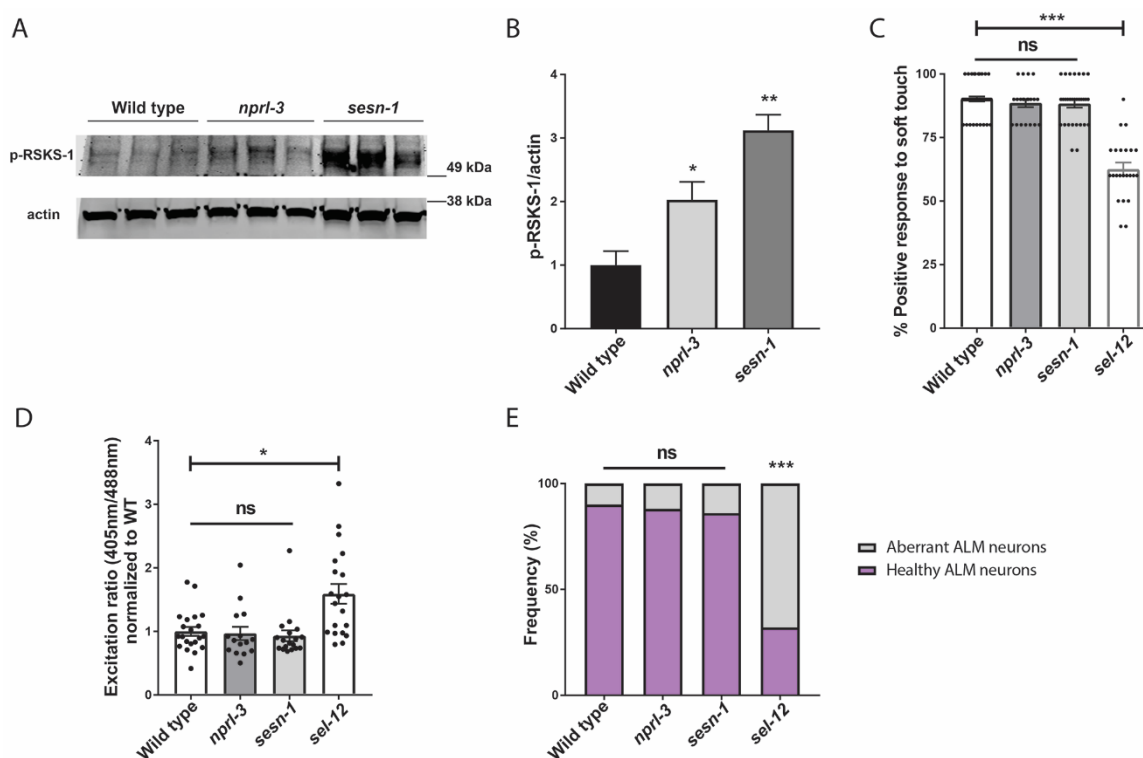 A
Wild type nprl-3 sesn-1
p-RSKS-1
49 kDa
38 kDa
actin
B
p-RSKS-1/actin
4
3
2
1
0
*
**
Wild type
nprl-3
sesn-1
C
% Positive response to soft touch
100
75
50
25
0
***
ns
Wild type
nprl-3
sesn-1
sel-12
D
Excitation ratio (405nm/488nm)
normalized to WT
4
3
2
1
0
*
ns
Wild type
nprl-3
sesn-1
sel-12
E
Frequency (%)
100
50
0
ns
***
Wild type
nprl-3
sesn-1
sel-12
Aberrant ALM neurons
Healthy ALM neurons